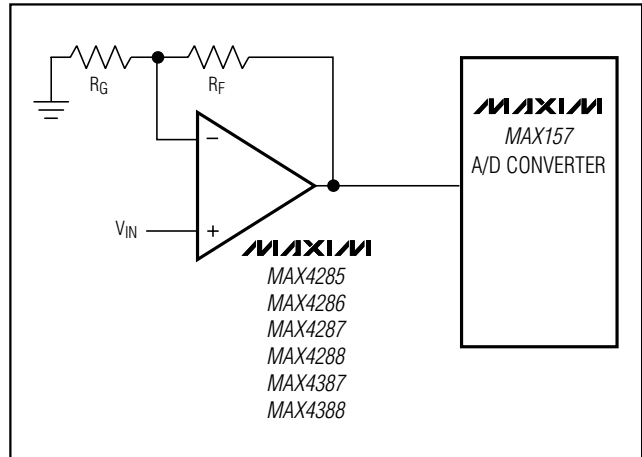 RG
RF
MAXIM
MAX157
A/D CONVERTER
−
VIN
+
MAXIM
MAX4285
MAX4286
MAX4287
MAX4288
MAX4387
MAX4388